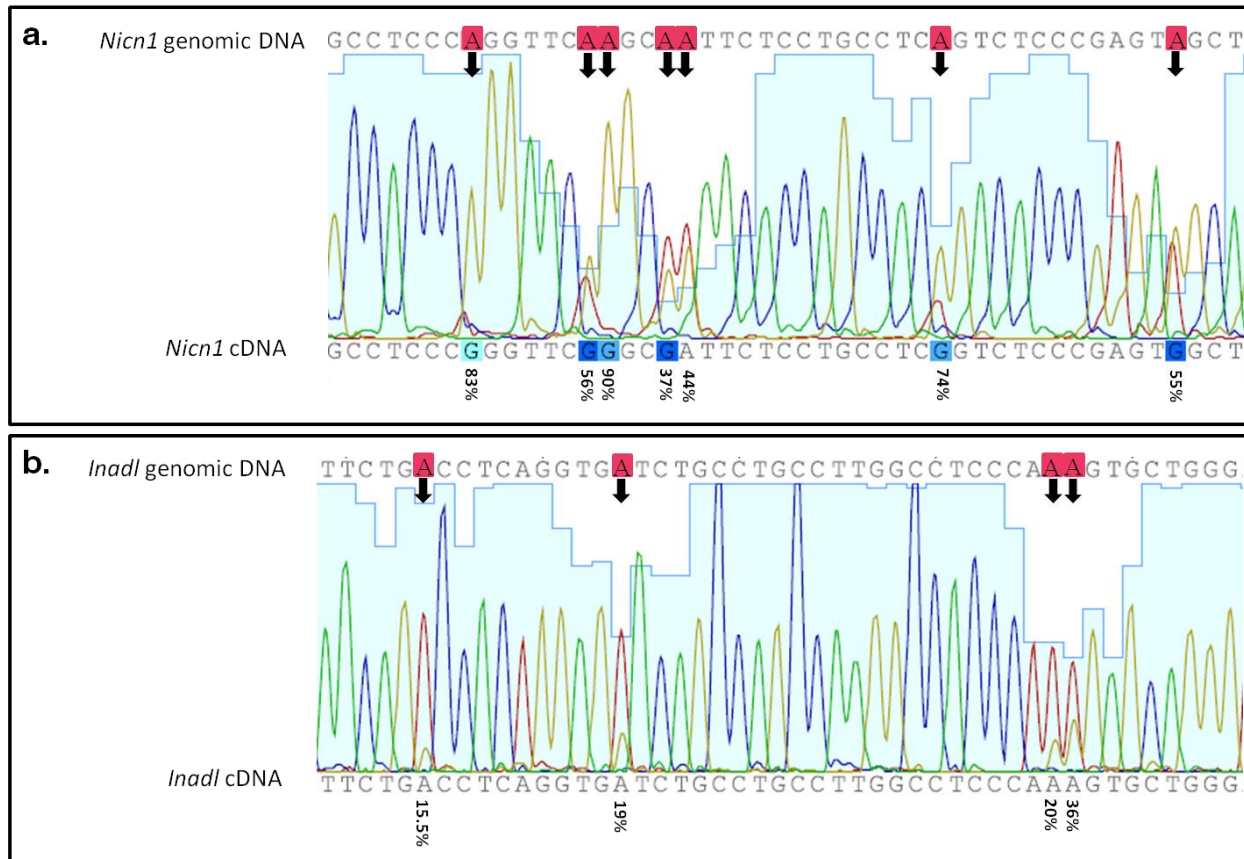 a.
Nicn1 genomic DNA GCCTCCCAGGTTCAAGCAATTCTCCTGCCTCAGTCTCCCGAGTAGCT
Nicn1 cDNA GCCTCCCGGGTTCGGGCGATTCTCCTGCCTCGGTCTCCCGAGTGGCT
83% 56% 90% 37% 44% 74% 55%
b.
Inadl genomic DNA TTCTGACCTCAGGTGATCTGCCTGCCTTGGCCTCCCAAAGTGCTGGG
Inadl cDNA TTCTGACCTCAGGTGATCTGCCTGCCTTGGCCTCCCAAAGTGCTGGG
15.5% 19% 20% 36%